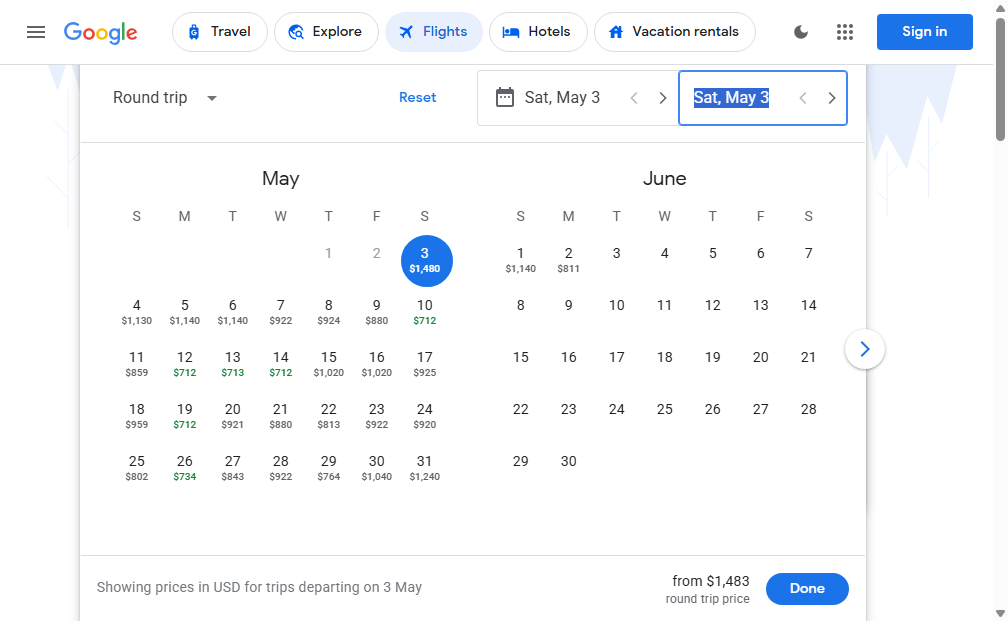 Google Travel Explore Flights Hotels Vacation rentals Sign in
Round trip Reset Sat, May 3 Sat, May 3
May
S M T W T F S
1 2 3
$1,480
4 5 6 7 8 9 10
$1,130 $1,140 $1,140 $922 $924 $880 $712
11 12 13 14 15 16 17
$859 $712 $713 $712 $1,020 $1,020 $925
18 19 20 21 22 23 24
$959 $712 $921 $880 $813 $922 $920
25 26 27 28 29 30 31
$802 $734 $843 $922 $764 $1,040 $1,240
June
S M T W T F S
1 2 3 4 5 6 7
$1,140 $811
8 9 10 11 12 13 14
15 16 17 18 19 20 21
22 23 24 25 26 27 28
29 30
Showing prices in USD for trips departing on 3 May
from $1,483
round trip price
Done